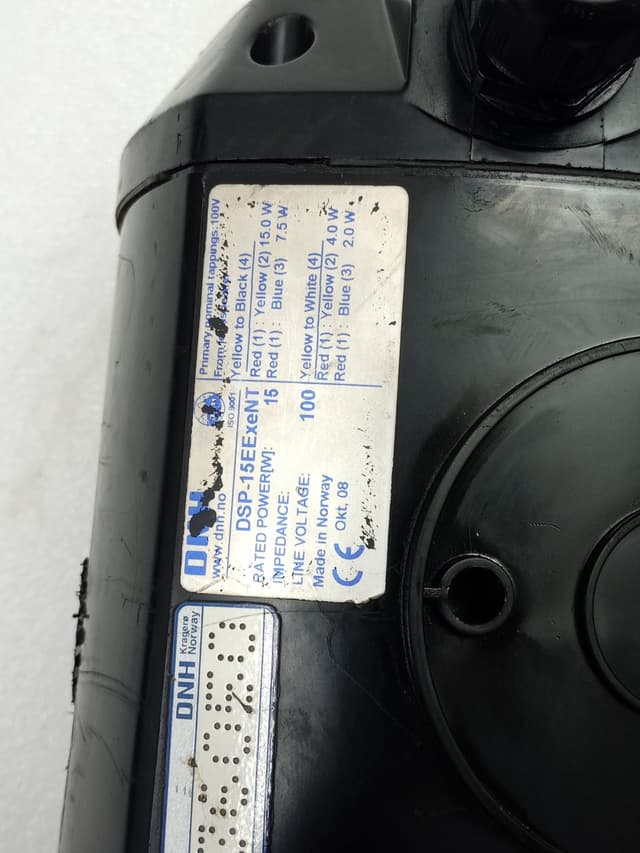 DNH
www.dnh.no
ISO 9001
DSP-15EExeNT
RATED POWER[W]: 15
IMPEDANCE:
LINE VOLTAGE: 100
Made in Norway
CE Okt, 08
Primary nominal tappings:100V
From
Yellow to Black (4)
Red (1) : Yellow (2) 15.0 W
Red (1) : Blue (3) 7.5 W
Yellow to White (4)
Red (1) : Yellow (2) 4.0 W
Red (1) : Blue (3) 2.0 W
DNH Kragerø
Norway